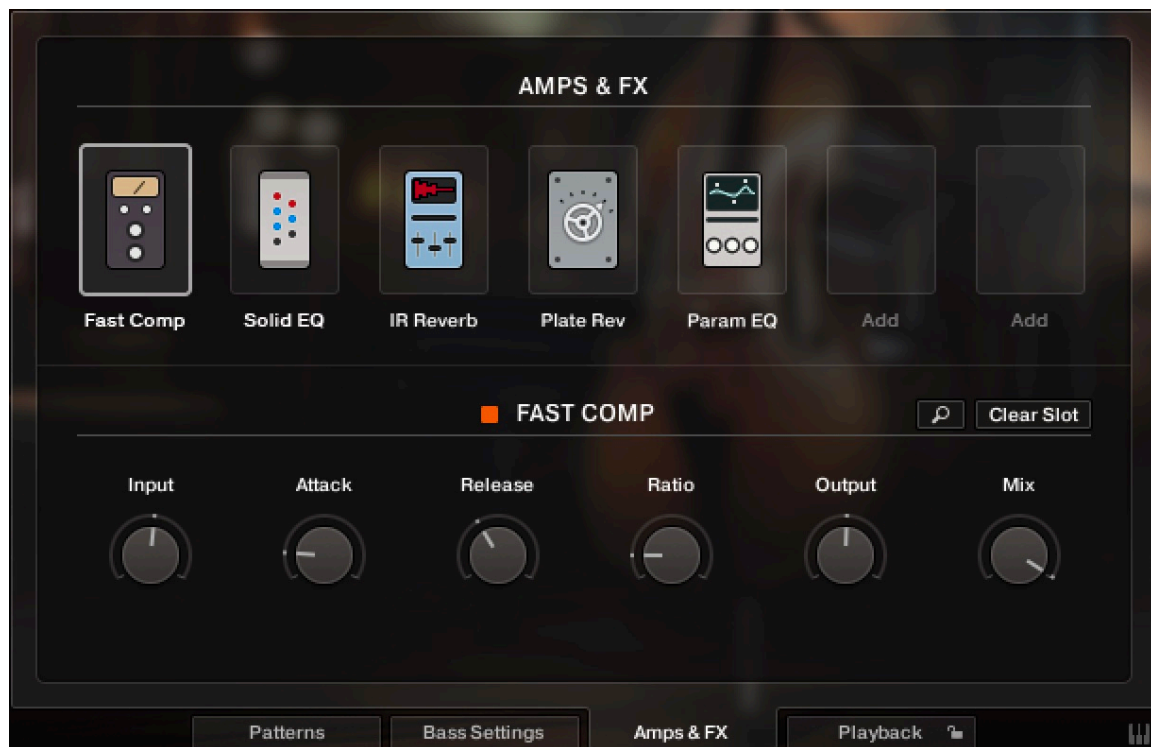 AMPS & FX
Fast Comp Solid EQ IR Reverb Plate Rev Param EQ Add Add
FAST COMP Clear Slot
Input Attack Release Ratio Output Mix
Patterns Bass Settings Amps & FX Playback